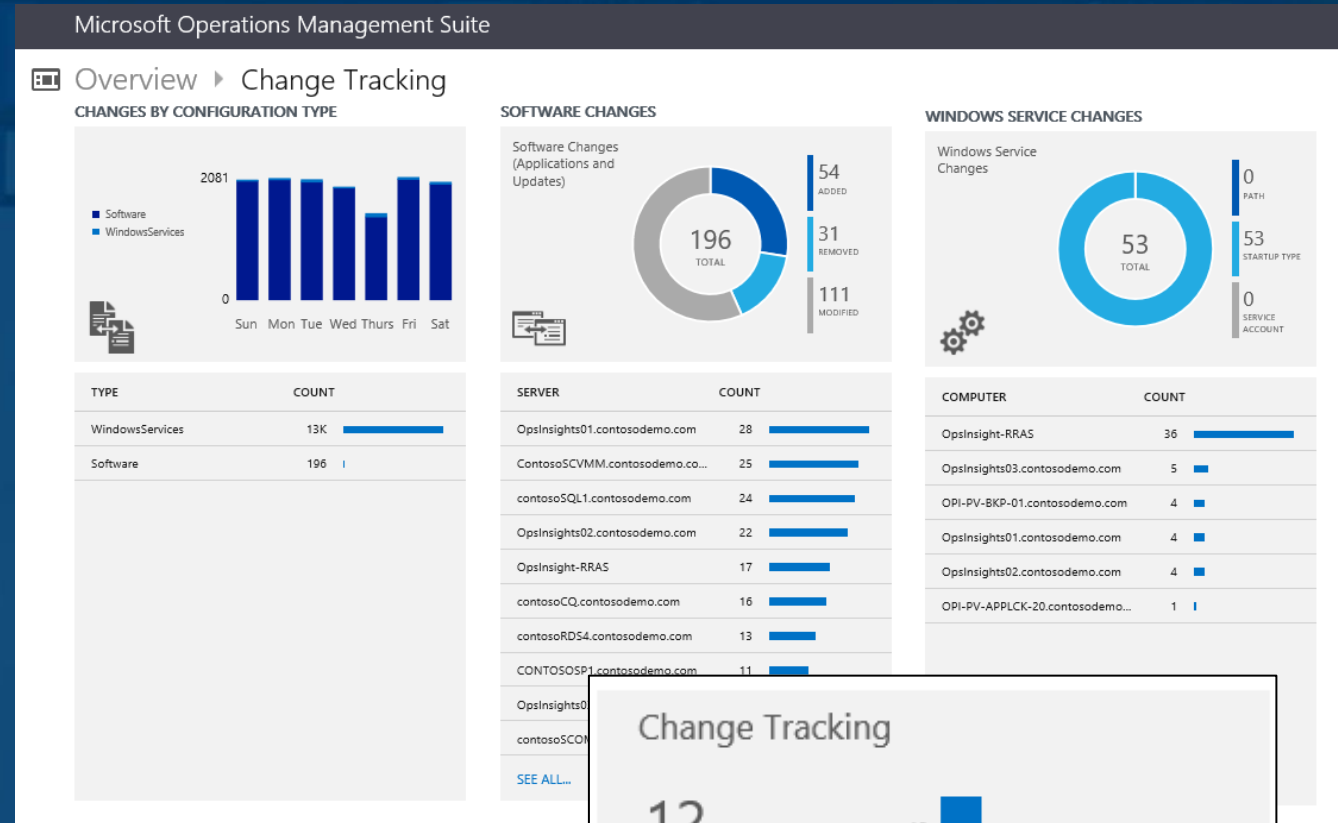 Microsoft Operations Management Suite
Overview Change Tracking
CHANGES BY CONFIGURATION TYPE
2081
Software
WindowsServices
0
Sun Mon Tue Wed Thurs Fri Sat
TYPE COUNT
WindowsServices 13K
Software 196
SOFTWARE CHANGES
Software Changes
(Applications and
Updates)
196
TOTAL
54
ADDED
31
REMOVED
111
MODIFIED
SERVER COUNT
OpsInsights01.contosodemo.com 28
ContosoSCVMM.contosodemo.co... 25
contosoSQL1.contosodemo.com 24
OpsInsights02.contosodemo.com 22
OpsInsight-RRAS 17
contosoCQ.contosodemo.com 16
contosoRDS4.contosodemo.com 13
CONTOSOSP1.contosodemo.com 11
OpsInsights0
contosoSCOM
SEE ALL...
WINDOWS SERVICE CHANGES
Windows Service
Changes
53
TOTAL
0
PATH
53
STARTUP TYPE
0
SERVICE
ACCOUNT
COMPUTER COUNT
OpsInsight-RRAS 36
OpsInsights03.contosodemo.com 5
OPI-PV-BKP-01.contosodemo.com 4
OpsInsights01.contosodemo.com 4
OpsInsights02.contosodemo.com 4
OPI-PV-APPLCK-20.contosodemo... 1
Change Tracking
12